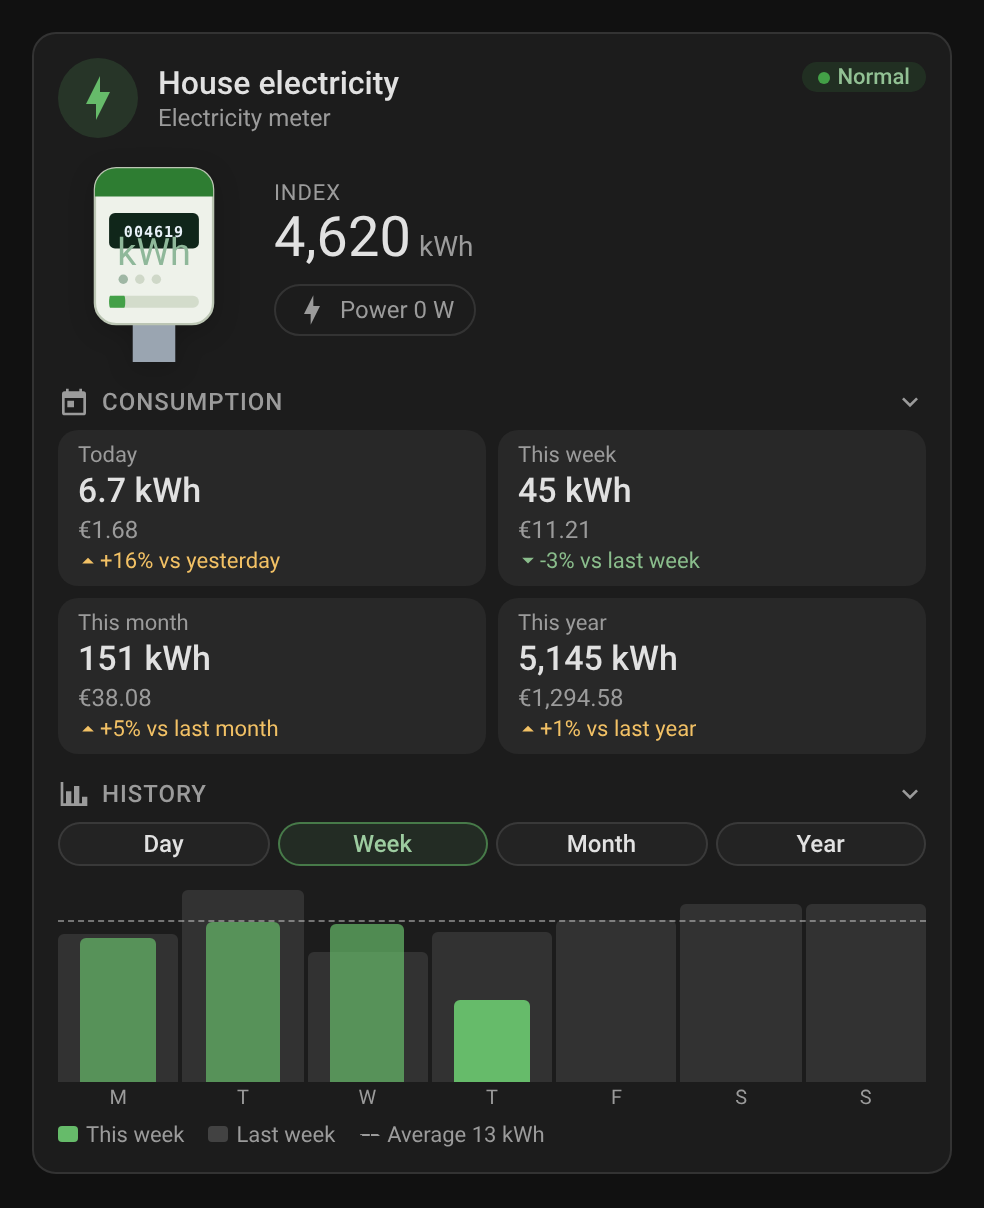 House electricity
Normal
Electricity meter
INDEX
004619
kWh
4,620 kWh
Power 0 W
CONSUMPTION
Today
6.7 kWh
€1.68
+16% vs yesterday
This week
45 kWh
€11.21
-3% vs last week
This month
151 kWh
€38.08
+5% vs last month
This year
5,145 kWh
€1,294.58
+1% vs last year
HISTORY
Day Week Month Year
M T W T F S S
This week Last week Average 13 kWh